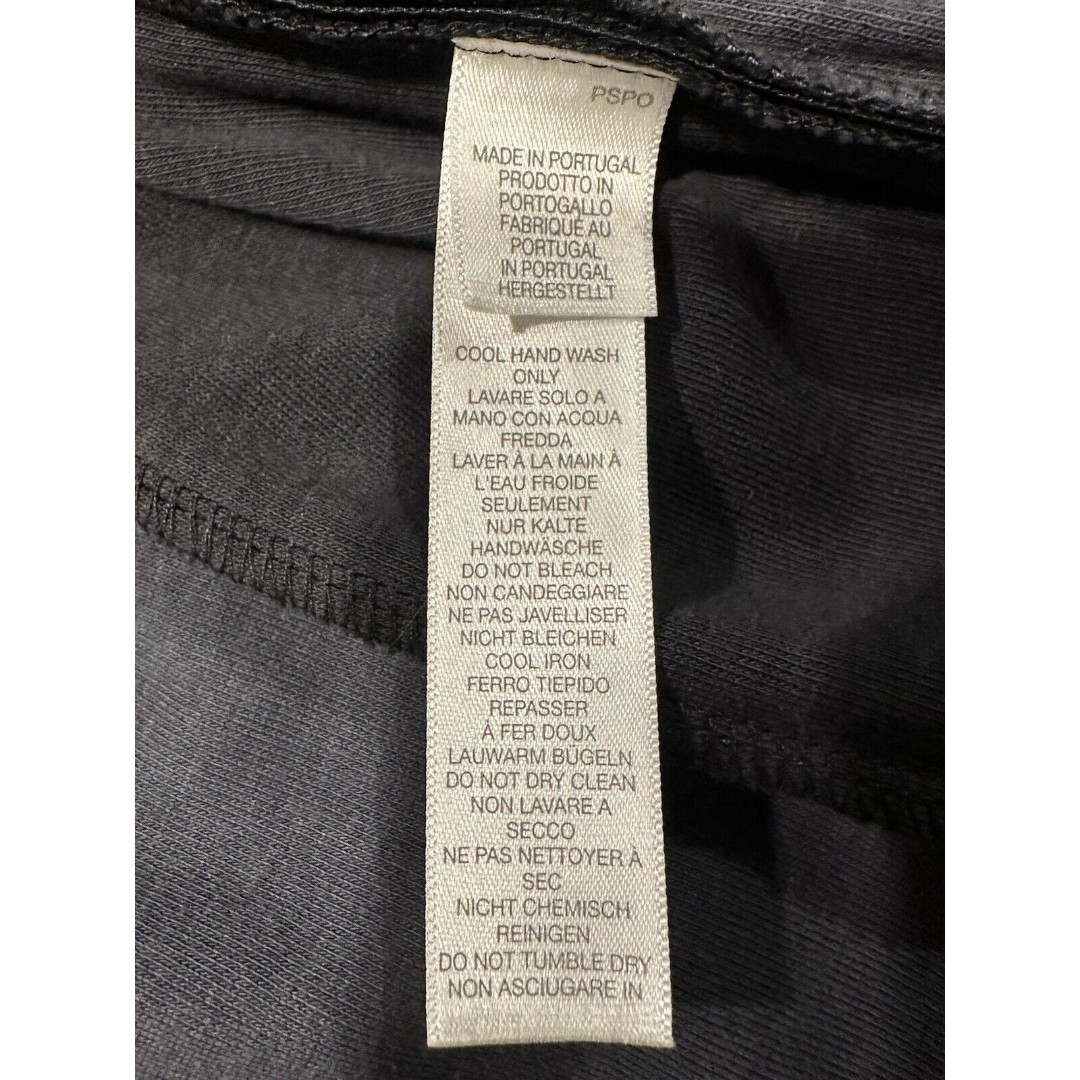 PSPO
MADE IN PORTUGAL
PRODOTTO IN
PORTOGALLO
FABRIQUÉ AU
PORTUGAL
IN PORTUGAL
HERGESTELLT
COOL HAND WASH
ONLY
LAVARE SOLO A
MANO CON ACQUA
FREDDA
LAVER À LA MAIN À
L'EAU FROIDE
SEULEMENT
NUR KALTE
HANDWÄSCHE
DO NOT BLEACH
NON CANDEGGIARE
NE PAS JAVELLISER
NICHT BLEICHEN
COOL IRON
FERRO TIEPIDO
REPASSER
À FER DOUX
LAUWARM BÜGELN
DO NOT DRY CLEAN
NON LAVARE A
SECCO
NE PAS NETTOYER À
SEC
NICHT CHEMISCH
REINIGEN
DO NOT TUMBLE DRY
NON ASCIUGARE IN